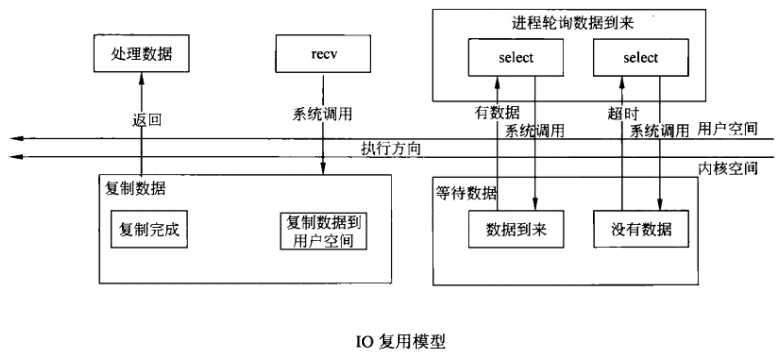 进程轮询数据到来
处理数据
recv
select
select
返回
系统调用
有数据
系统调用
超时
系统调用
用户空间
执行方向
内核空间
复制数据
等待数据
复制完成
复制数据到
用户空间
数据到来
没有数据
IO 复用模型